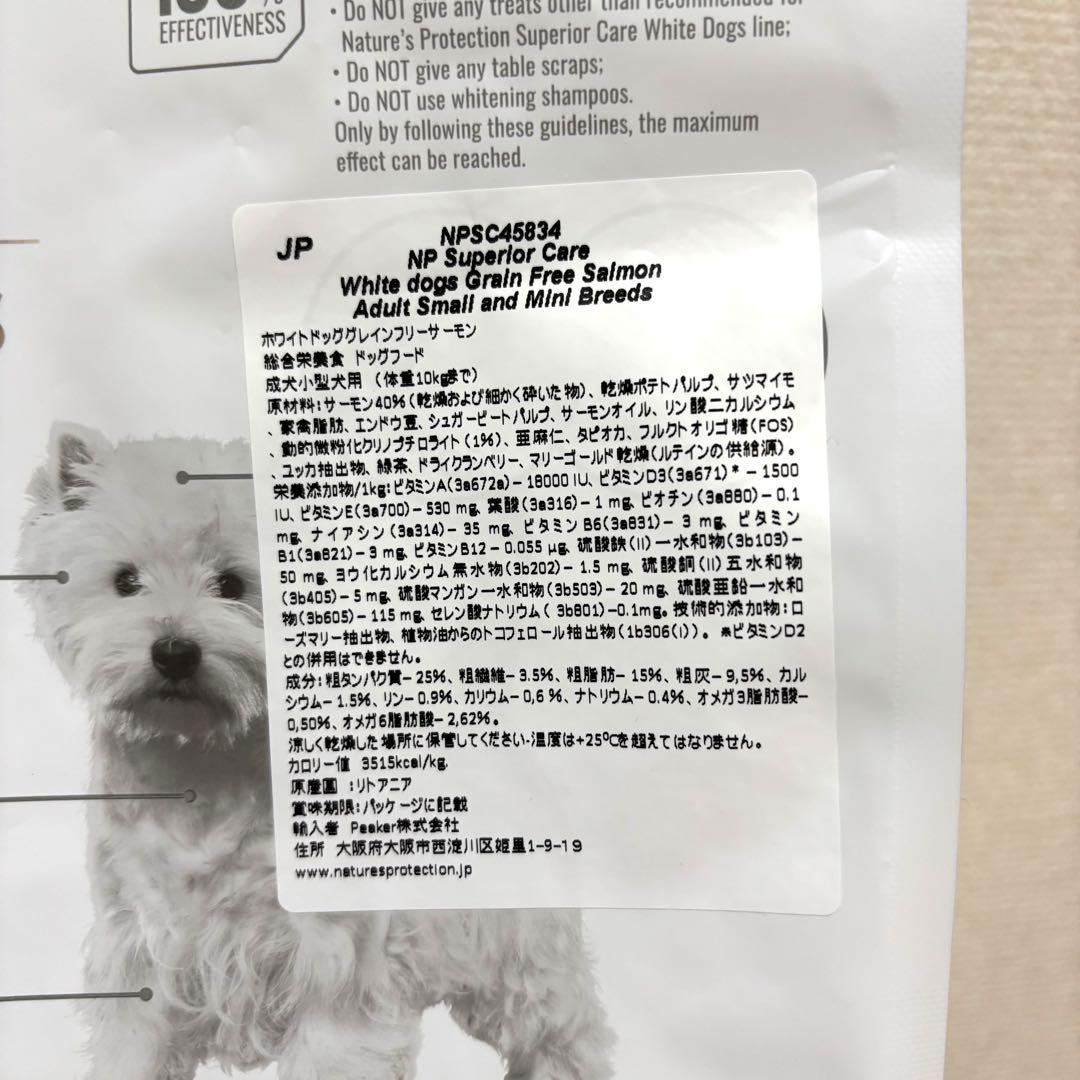 EFFECTIVENESS
• Do NOT give any treats other than recommended for
Nature's Protection Superior Care White Dogs line;
• Do NOT give any table scraps;
• Do NOT use whitening shampoos.
Only by following these guidelines, the maximum
effect can be reached.
JP
NPSC45834
NP Superior Care
White dogs Grain Free Salmon
Adult Small and Mini Breeds
ホワイトドッググレインフリーサーモン
総合栄養食 ドッグフード
成犬小型犬用 (体重10kgまで)
原材料:サーモン40%(乾燥および細かく砕いた物)、乾燥ポテトパルプ、サツマイモ
、家禽脂肪、エンドウ豆、シュガービートパルプ、サーモンオイル、リン酸二カルシウム
、動的微粉化クリノプチロライト(1%)、亜麻仁、タピオカ、フルクトオリゴ糖(FOS)
、ユッカ抽出物、緑茶、ドライクランベリー、マリーゴールド乾燥(ルテインの供給源)。
栄養添加物/1kg:ビタミンA(3a672a)-18000IU、ビタミンD3(3a671)*-1500
IU、ビタミンE(3a700)-530 mg、葉酸(3a316)-1 mg、ビオチン(3a880)-0.1
mg、ナイアシン(3a314)-35 mg、ビタミン B6(3a831)-3 mg、ビタミン
B1(3a821)-3 mg、ビタミンB12-0.055 μg、硫酸鉄(II)一水和物(3b103)-
50 mg、ヨウ化カルシウム無水物(3b202)-1.5 mg、硫酸銅(II)五水和物
(3b405)-5 mg、硫酸マンガン一水和物(3b503)-20 mg、硫酸亜鉛一水和
物(3b605)-115 mg、セレン酸ナトリウム( 3b801)-0.1mg。技術的添加物:ロ
ーズマリー抽出物、植物油からのトコフェロール抽出物(1b306(i))。 ※ビタミンD2
との併用はできません。
成分:粗タンパク質-25%、粗繊維-3.5%、粗脂肪-15%、粗灰-9,5%、カル
シウム-1.5%、リン-0.9%、カリウム-0,6 %、ナトリウム-0.4%、オメガ3脂肪酸-
0,50%、オメガ6脂肪酸-2,62%。
涼しく乾燥した場所に保管してください-温度は+25℃を超えてはなりません。
カロリー値 3515kcal/kg
原産國 :リトアニア
賞味期限:パッケージに記載
輸入者 Peaker株式会社
住所 大阪府大阪市西淀川区姫里1-9-19
www.naturesprotection.jp